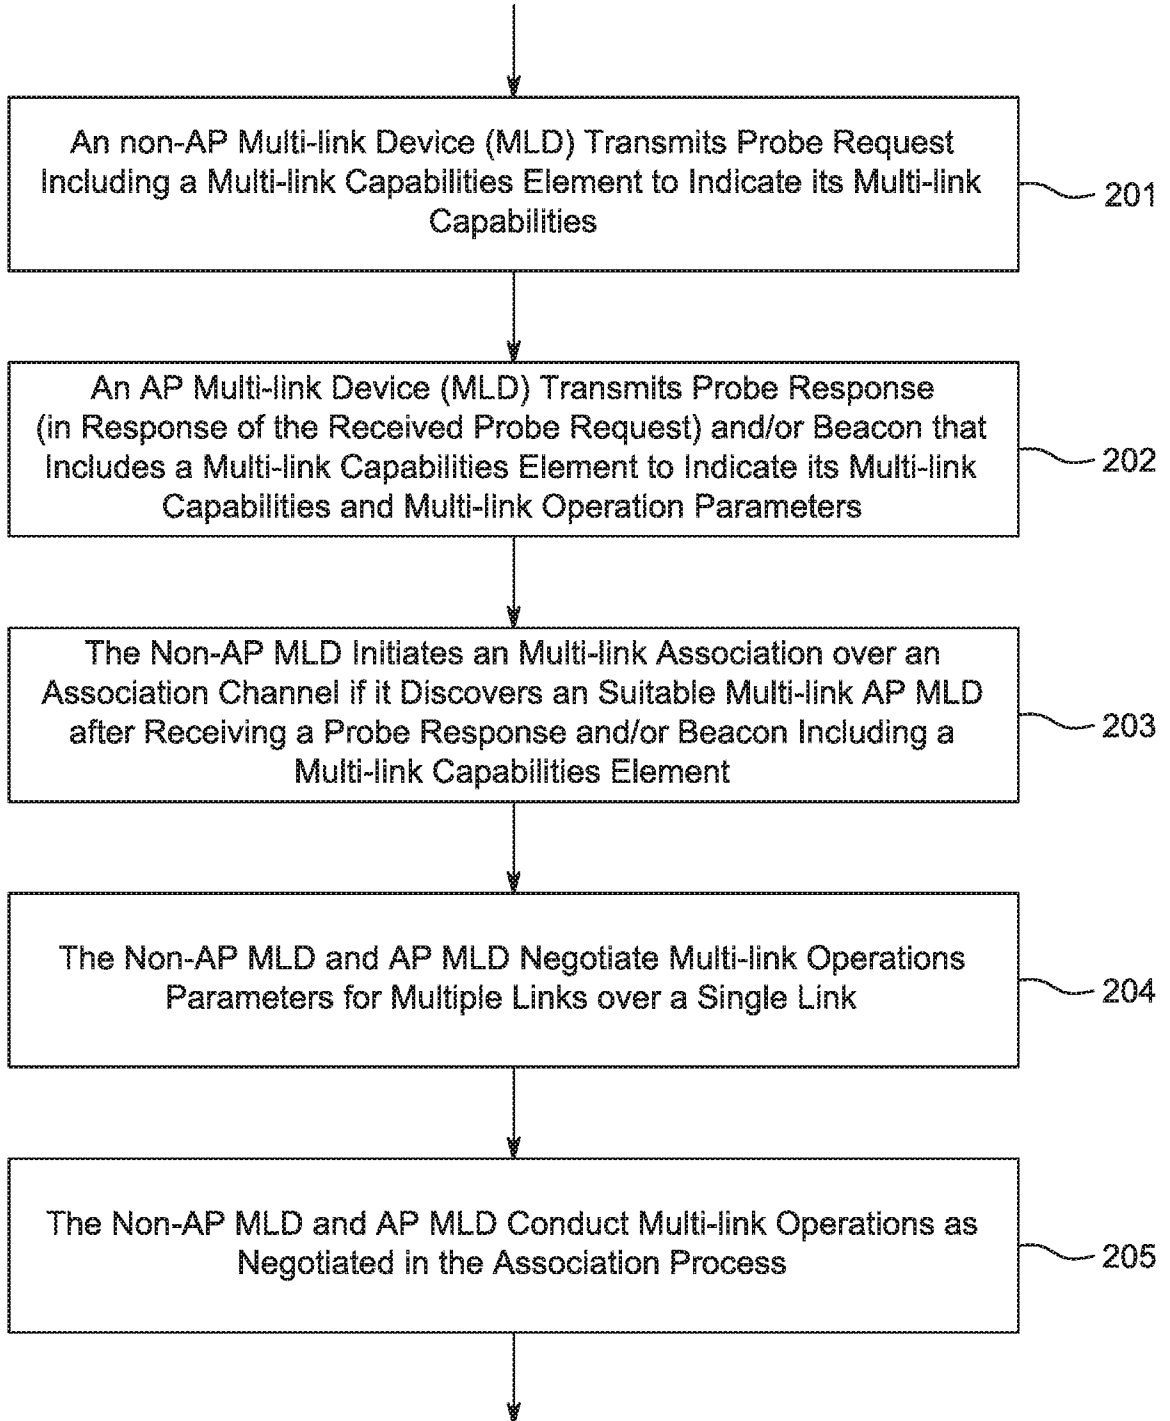 An non-AP Multi-link Device (MLD) Transmits Probe Request
Including a Multi-link Capabilities Element to Indicate its Multi-link
Capabilities
201
An AP Multi-link Device (MLD) Transmits Probe Response
(in Response of the Received Probe Request) and/or Beacon that
Includes a Multi-link Capabilities Element to Indicate its Multi-link
Capabilities and Multi-link Operation Parameters
202
The Non-AP MLD Initiates an Multi-link Association over an
Association Channel if it Discovers an Suitable Multi-link AP MLD
after Receiving a Probe Response and/or Beacon Including a
Multi-link Capabilities Element
203
The Non-AP MLD and AP MLD Negotiate Multi-link Operations
Parameters for Multiple Links over a Single Link
204
The Non-AP MLD and AP MLD Conduct Multi-link Operations as
Negotiated in the Association Process
205